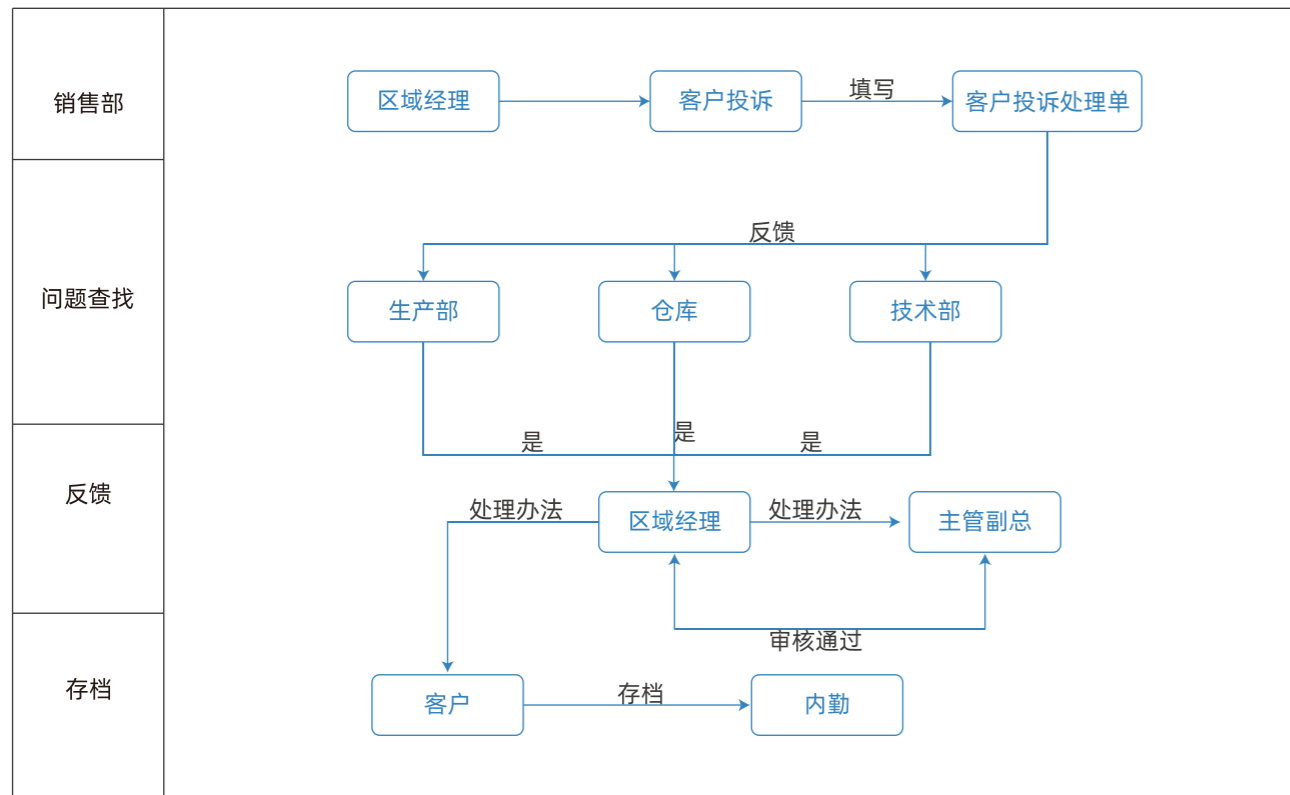 销售部
区域经理
客户投诉
填写
客户投诉处理单
反馈
问题查找
生产部
仓库
技术部
是
是
是
反馈
处理办法
区域经理
处理办法
主管副总
审核通过
存档
客户
存档
内勤